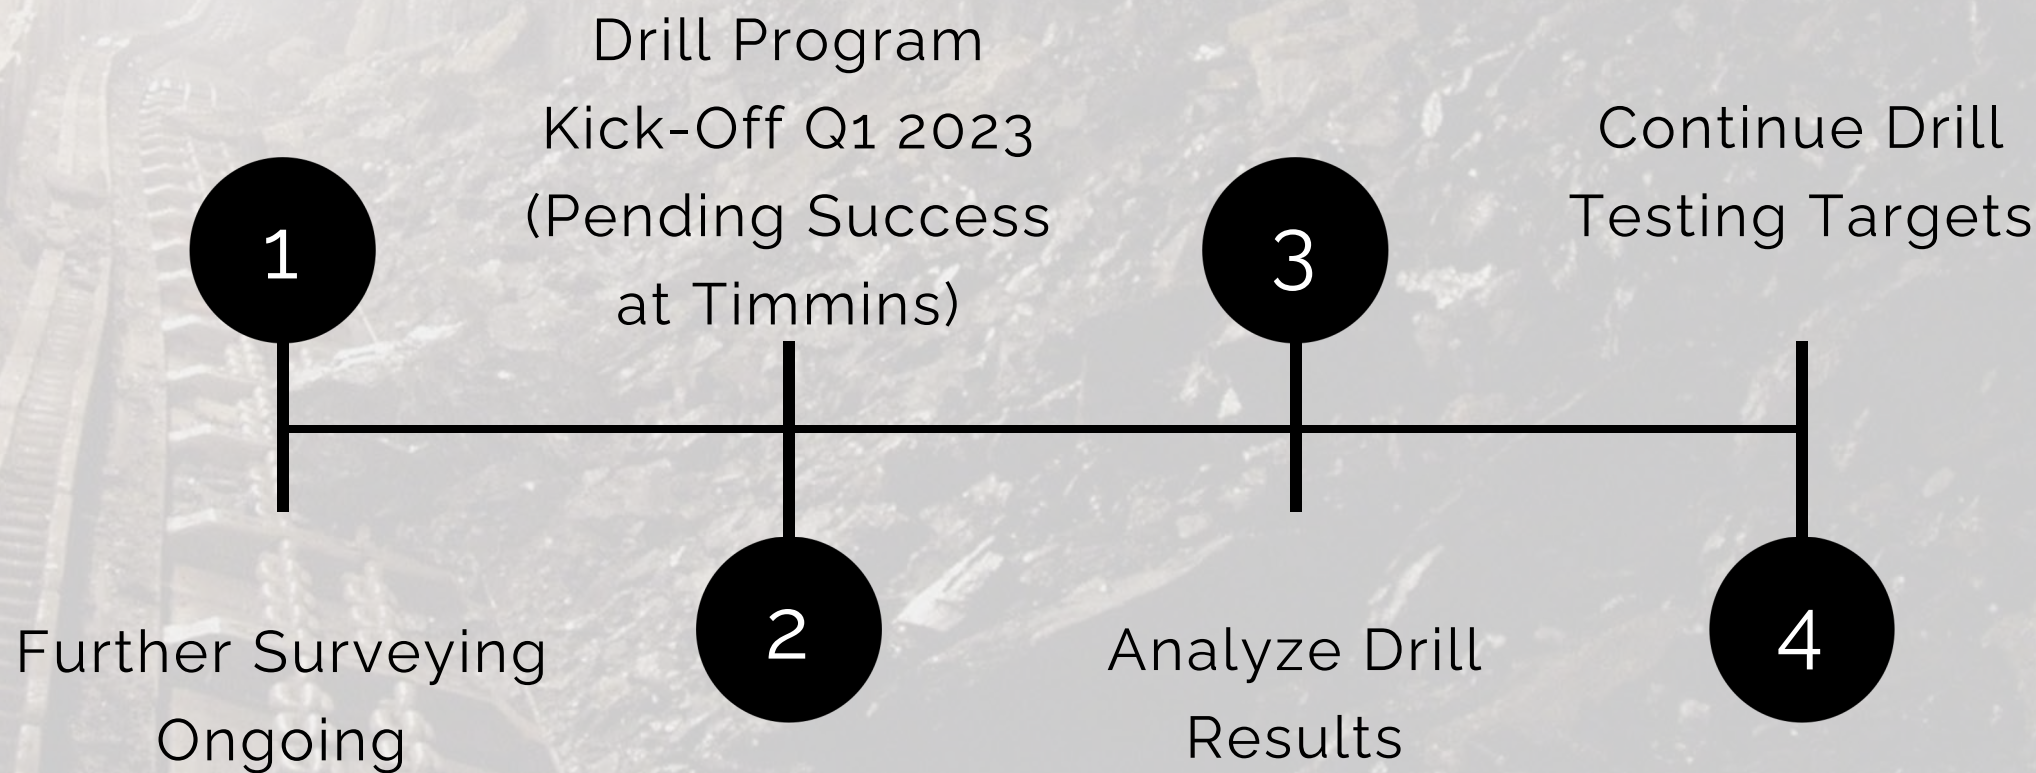 1
Further Surveying
Ongoing
Drill Program
Kick-Off Q1 2023
(Pending Success
at Timmins)
2
3
Analyze Drill
Results
Continue Drill
Testing Targets
4